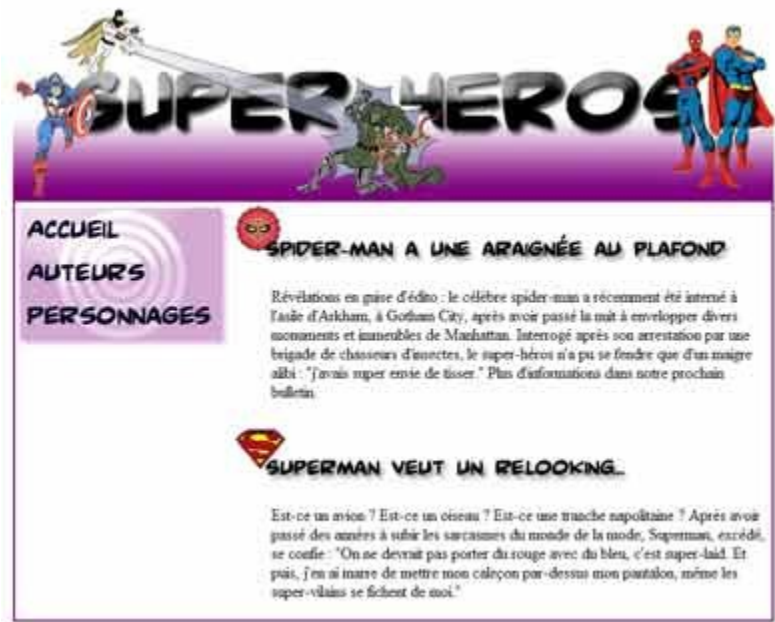 SUPER-HEROS
ACCUEIL
AUTEURS
PERSONNAGES
SPIDER-MAN A UNE ARAIGNÉE AU PLAFOND
Révélations en guise d'édito : le célèbre spider-man a récemment été interné à
l'asile d'Arkham, à Gotham City, après avoir passé la nuit à envelopper divers
monuments et immeubles de Manhattan. Interrogé après son arrestation par une
brigade de chasseurs d'insectes, le super-héros n'a pu se fendre que d'un maigre
alibi : "j'avais super envie de tisser." Plus d'informations dans notre prochain
bulletin.
SUPERMAN VEUT UN RELOOKING...
Est-ce un avion ? Est-ce un oiseau ? Est-ce une tranche napolitaine ? Après avoir
passé des années à subir les sarcasmes du monde de la mode, Superman, excédé,
se confie : "On ne devrait pas porter du rouge avec du bleu, c'est super-laid. Et
puis, j'en ai marre de mettre mon caleçon par-dessus mon pantalon, même les
super-vilains se fichent de moi."